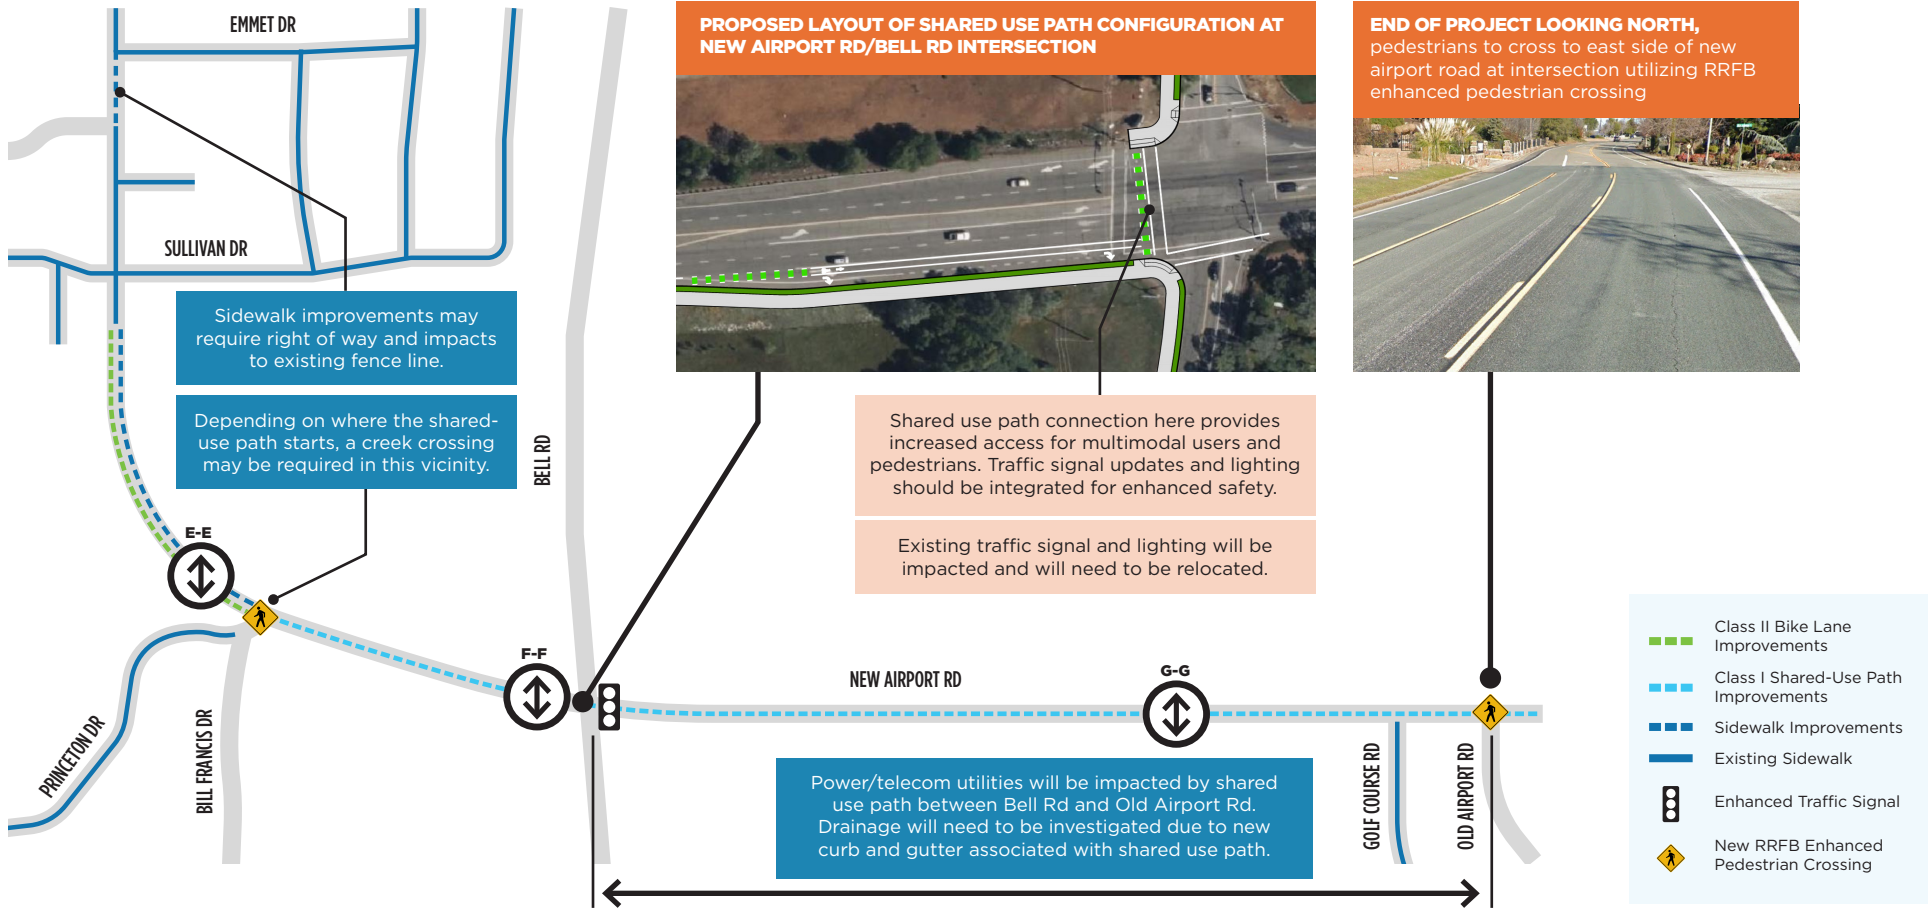 EMMET DR
SULLIVAN DR
Sidewalk improvements may
require right of way and impacts
to existing fence line.
Depending on where the shared-
use path starts, a creek crossing
may be required in this vicinity.
E-E
F-F
PRINCETON DR
BILL FRANCIS DR
BELL RD
PROPOSED LAYOUT OF SHARED USE PATH CONFIGURATION AT
NEW AIRPORT RD/BELL RD INTERSECTION
Shared use path connection here provides
increased access for multimodal users and
pedestrians. Traffic signal updates and lighting
should be integrated for enhanced safety.
Existing traffic signal and lighting will be
impacted and will need to be relocated.
END OF PROJECT LOOKING NORTH,
pedestrians to cross to east side of new
airport road at intersection utilizing RRFB
enhanced pedestrian crossing
NEW AIRPORT RD
G-G
Power/telecom utilities will be impacted by shared
use path between Bell Rd and Old Airport Rd.
Drainage will need to be investigated due to new
curb and gutter associated with shared use path.
GOLF COURSE RD
OLD AIRPORT RD
Class II Bike Lane
Improvements
Class I Shared-Use Path
Improvements
Sidewalk Improvements
Existing Sidewalk
Enhanced Traffic Signal
New RRFB Enhanced
Pedestrian Crossing